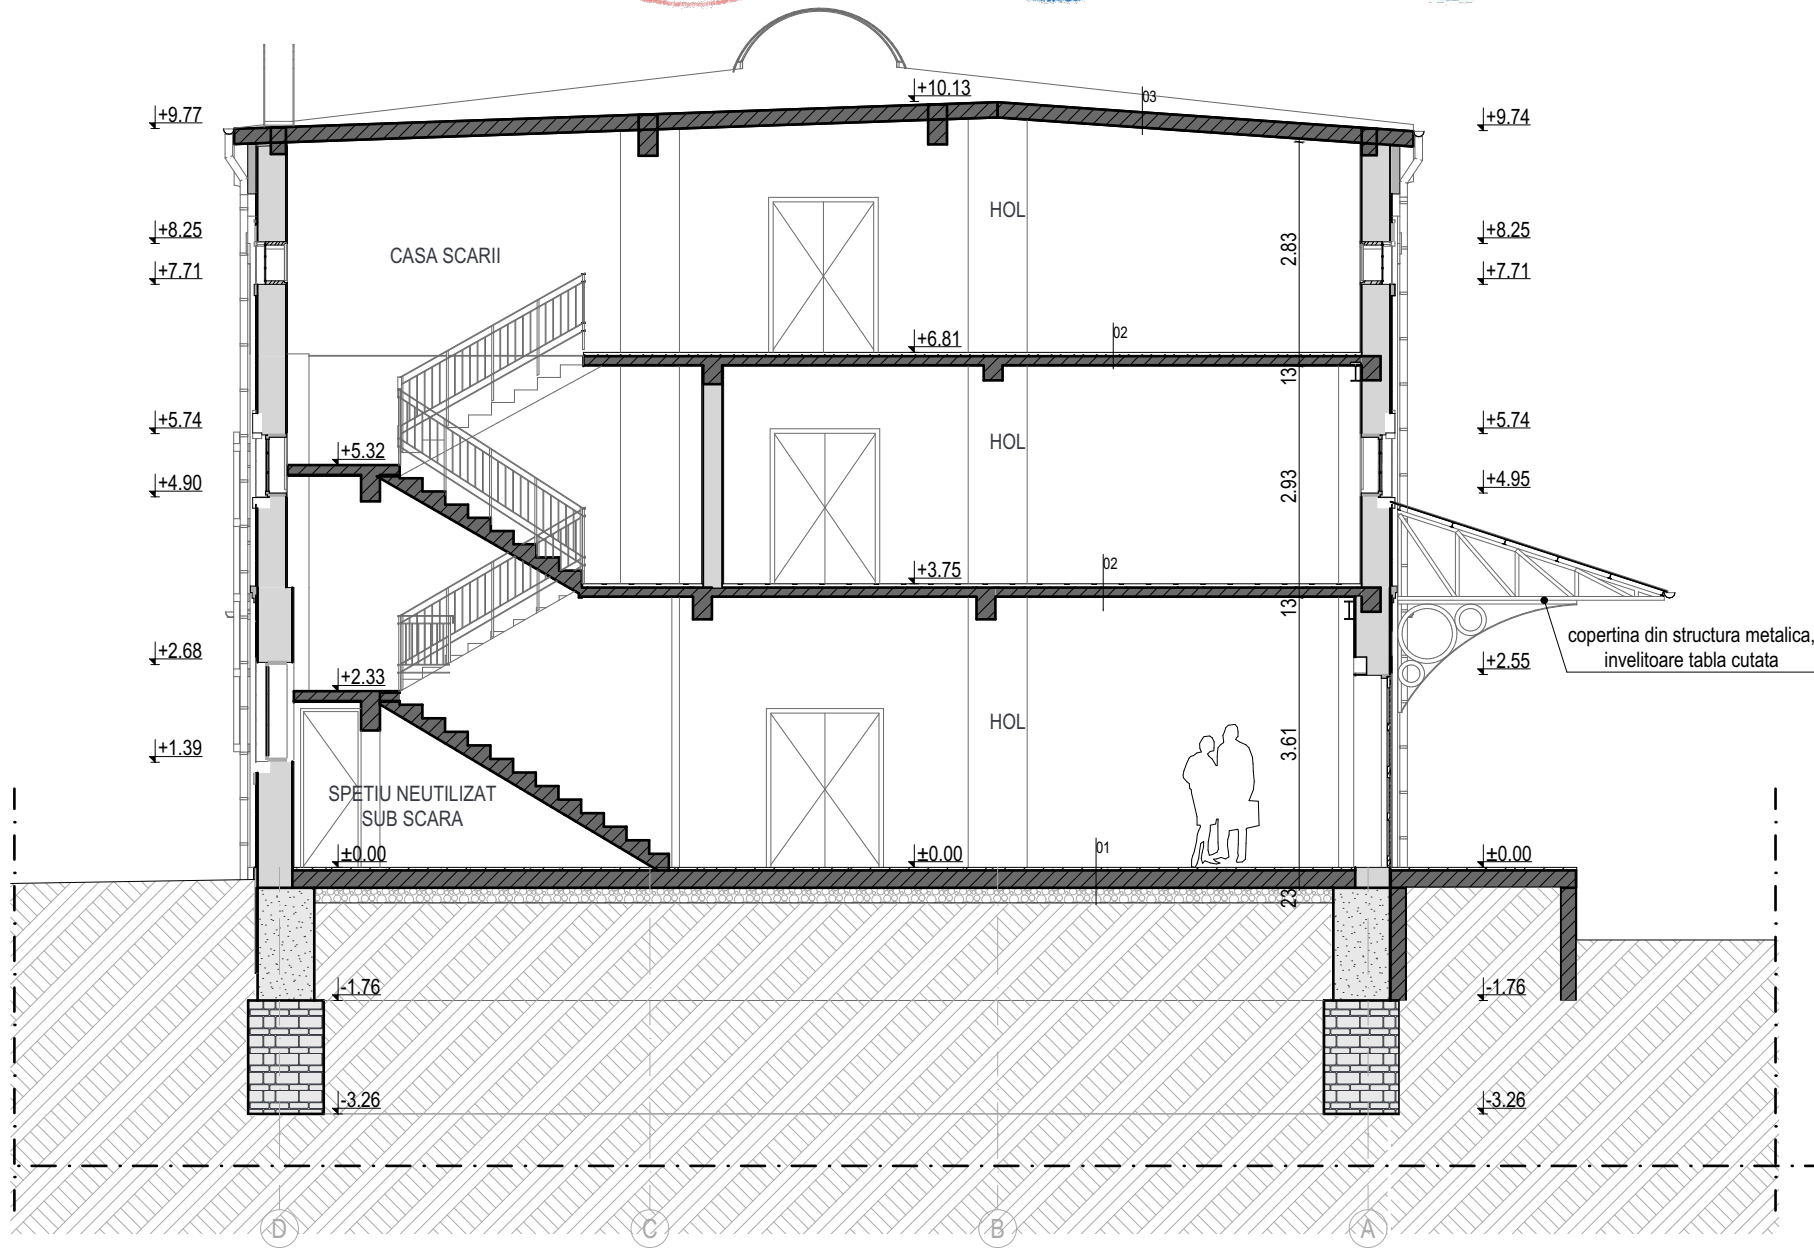 +10.13
03
+9.77
+9.74
HOL
+8.25
+8.25
2.83
CASA SCARII
+7.71
+7.71
+6.81
02
13
+5.74
+5.74
HOL
+5.32
+4.90
2.93
+4.95
+3.75
02
13
copertina din structura metalica,
invelitoare tabla cutata
+2.68
+2.55
+2.33
HOL
3.61
+1.39
SPETIU NEUTILIZAT
SUB SCARA
±0.00
±0.00
01
±0.00
23
-1.76
-1.76
-3.26
-3.26
D
C
B
A